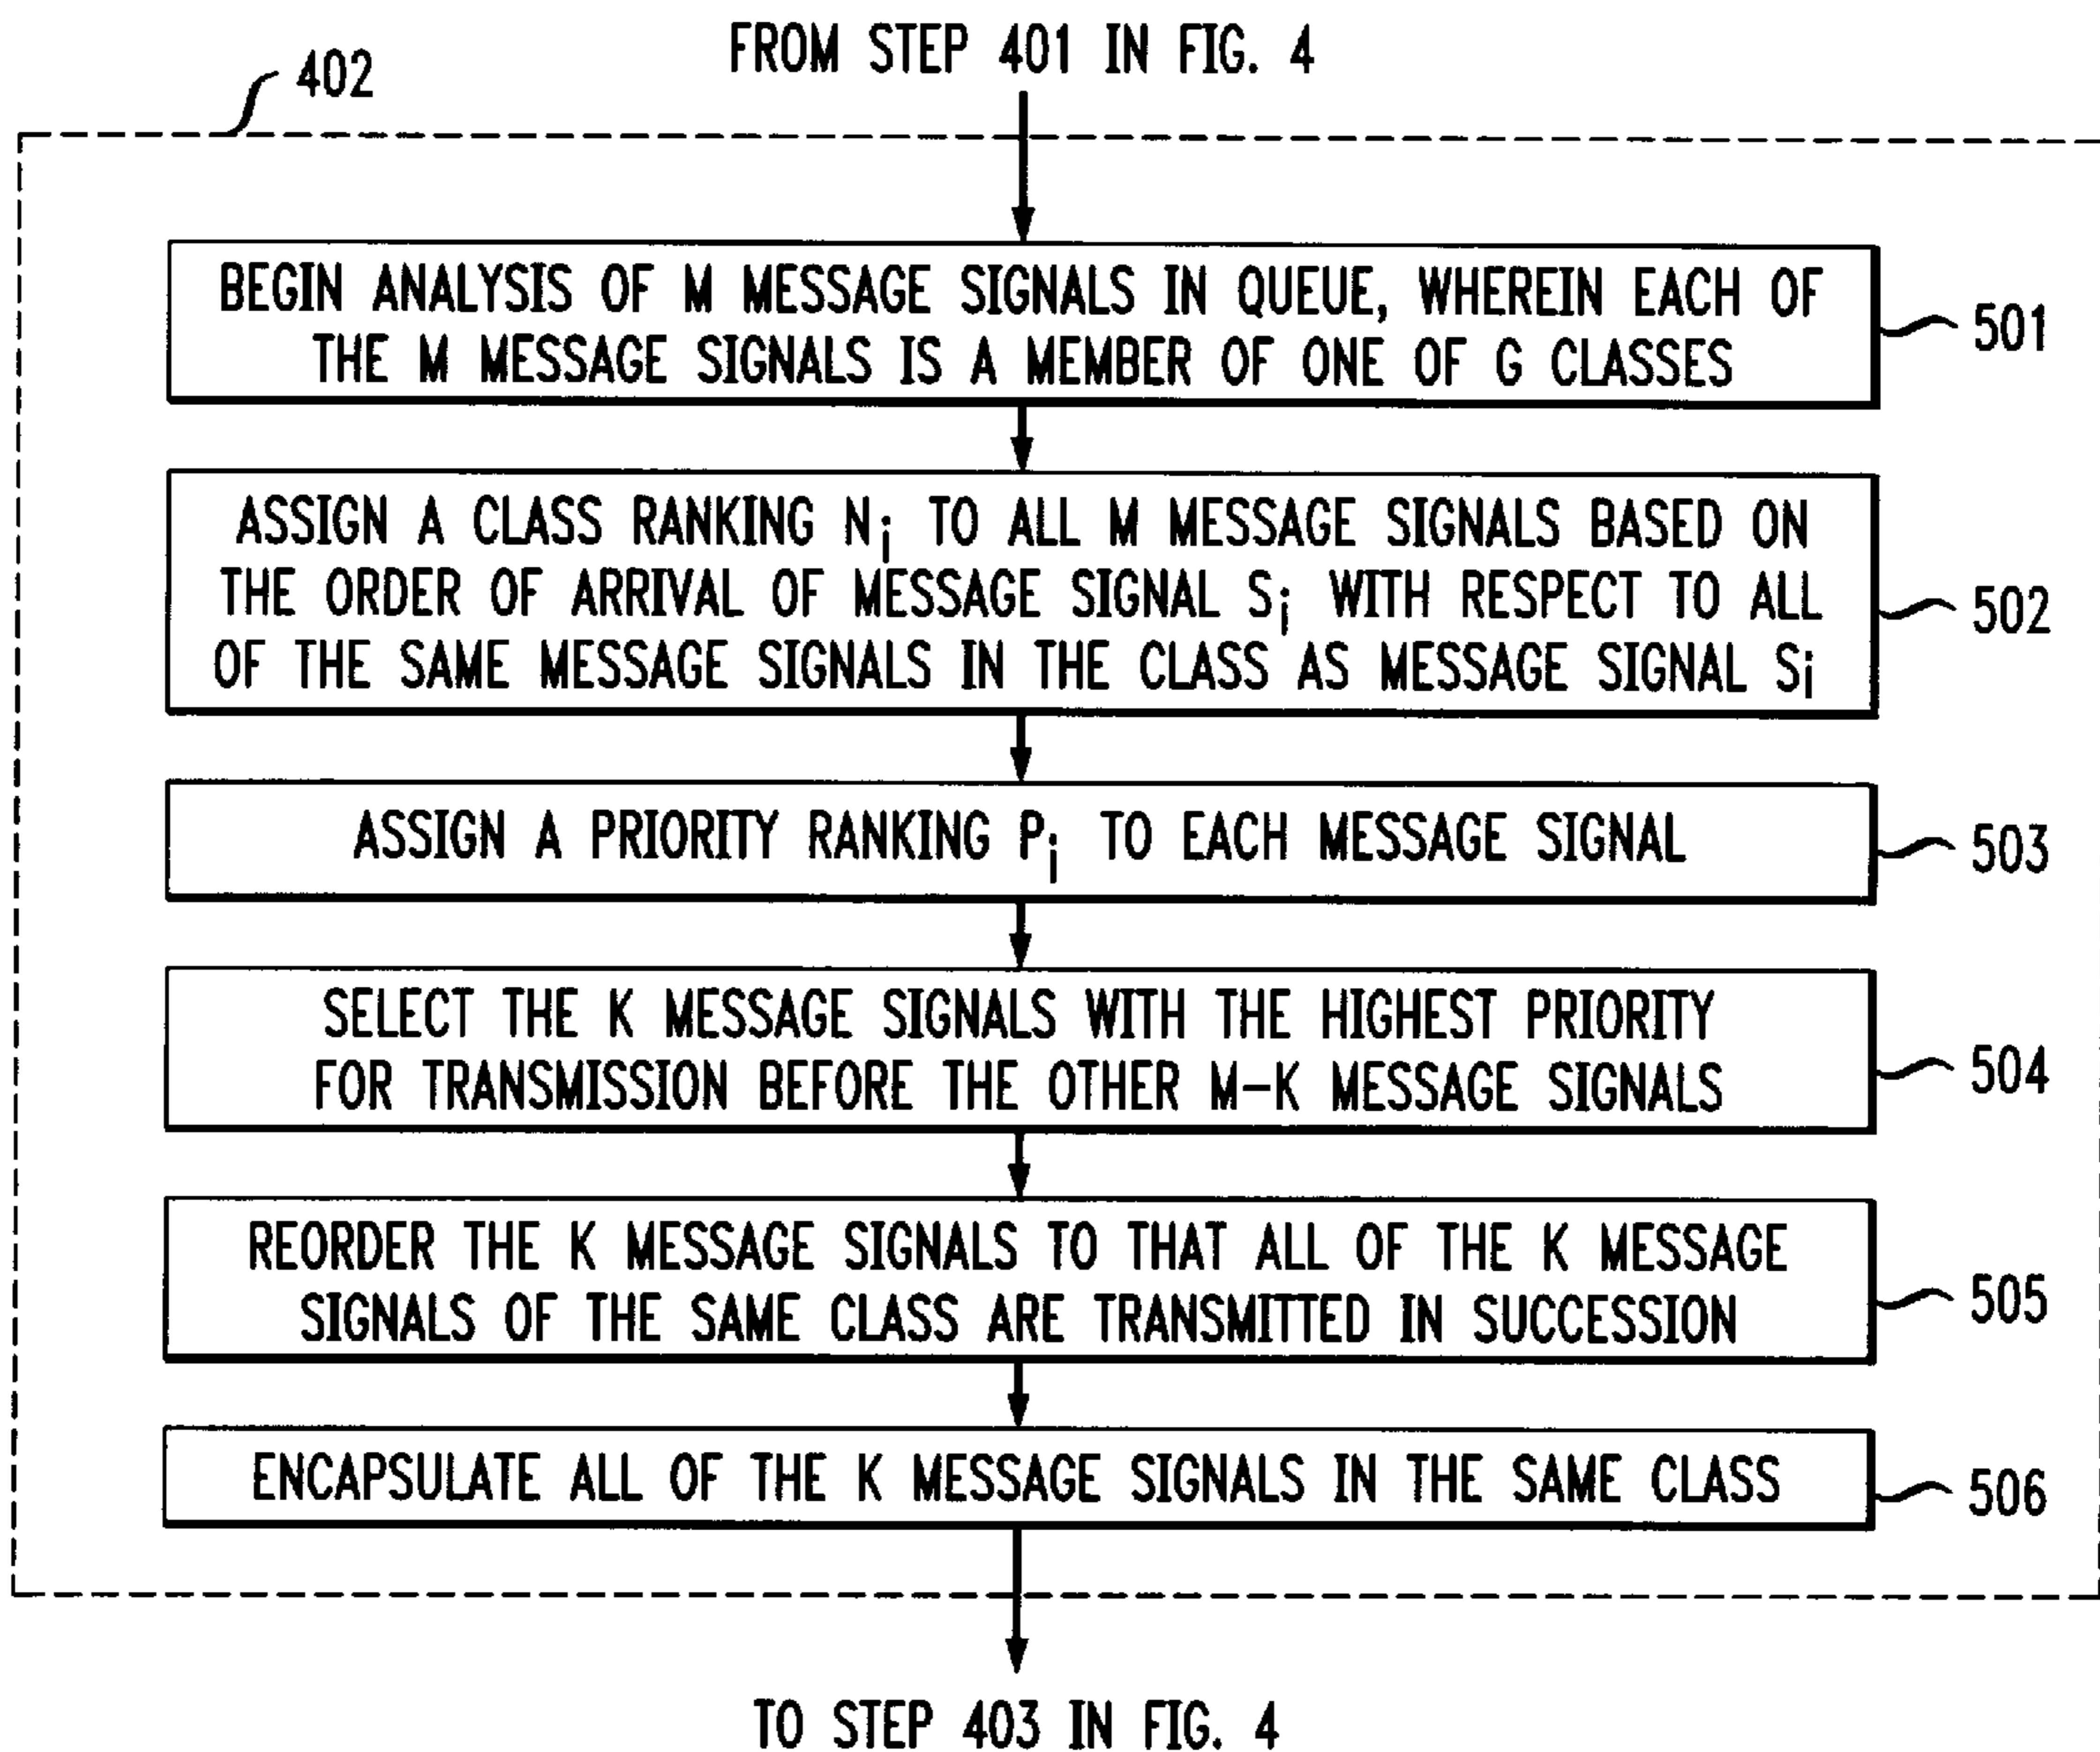 FROM STEP 401 IN FIG. 4
402
BEGIN ANALYSIS OF M MESSAGE SIGNALS IN QUEUE, WHEREIN EACH OF
THE M MESSAGE SIGNALS IS A MEMBER OF ONE OF G CLASSES
501
ASSIGN A CLASS RANKING Ni TO ALL M MESSAGE SIGNALS BASED ON
THE ORDER OF ARRIVAL OF MESSAGE SIGNAL Si WITH RESPECT TO ALL
OF THE SAME MESSAGE SIGNALS IN THE CLASS AS MESSAGE SIGNAL Si
502
ASSIGN A PRIORITY RANKING Pi TO EACH MESSAGE SIGNAL
503
SELECT THE K MESSAGE SIGNALS WITH THE HIGHEST PRIORITY
FOR TRANSMISSION BEFORE THE OTHER M-K MESSAGE SIGNALS
504
REORDER THE K MESSAGE SIGNALS TO THAT ALL OF THE K MESSAGE
SIGNALS OF THE SAME CLASS ARE TRANSMITTED IN SUCCESSION
505
ENCAPSULATE ALL OF THE K MESSAGE SIGNALS IN THE SAME CLASS
506
TO STEP 403 IN FIG. 4